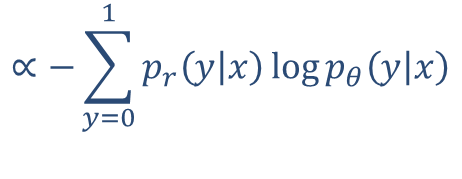 ∝ − ∑_{y=0}^{1} p_r(y|x) log p_θ(y|x)